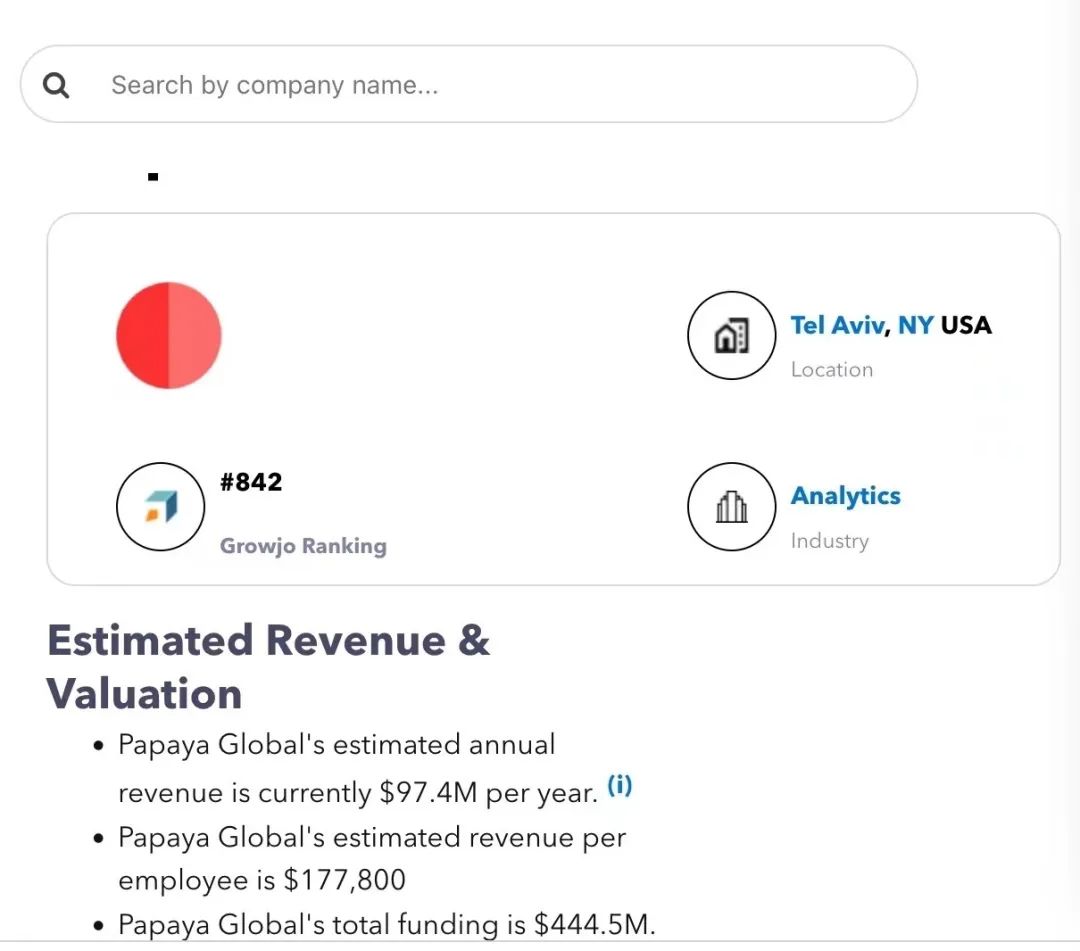 Search by company name...
Tel Aviv, NY USA
Location
#842
Growjo Ranking
Analytics
Industry
Estimated Revenue &
Valuation
• Papaya Global's estimated annual
revenue is currently $97.4M per year. (i)
• Papaya Global's estimated revenue per
employee is $177,800
• Papaya Global's total funding is $444.5M.